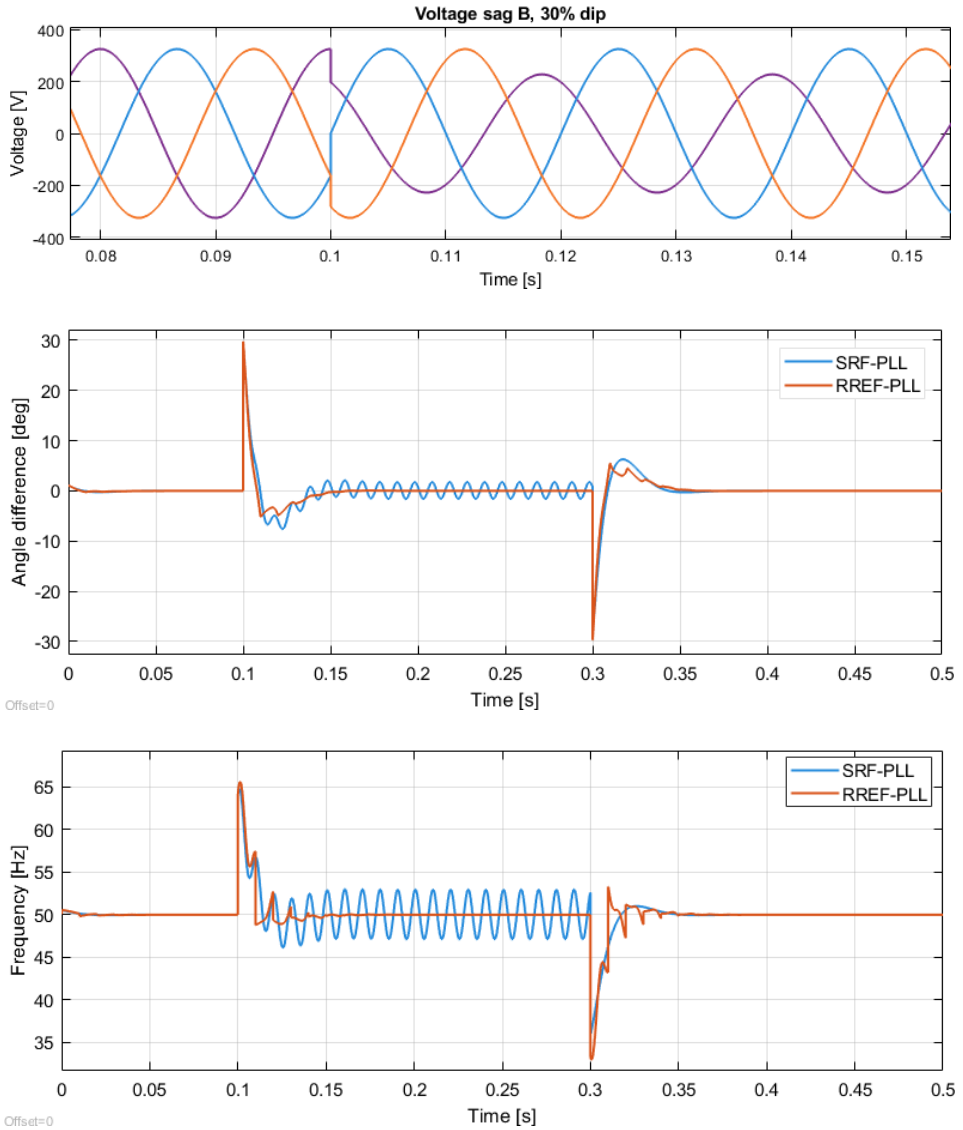 Voltage sag B, 30% dip
400
200
0
-200
-400
Voltage [V]
0.08 0.09 0.1 0.11 0.12 0.13 0.14 0.15
Time [s]
30
20
10
0
-10
-20
-30
Angle difference [deg]
SRF-PLL
RREF-PLL
0 0.05 0.1 0.15 0.2 0.25 0.3 0.35 0.4 0.45 0.5
Time [s]
Offset=0
65
60
55
50
45
40
35
Frequency [Hz]
SRF-PLL
RREF-PLL
0 0.05 0.1 0.15 0.2 0.25 0.3 0.35 0.4 0.45 0.5
Time [s]
Offset=0